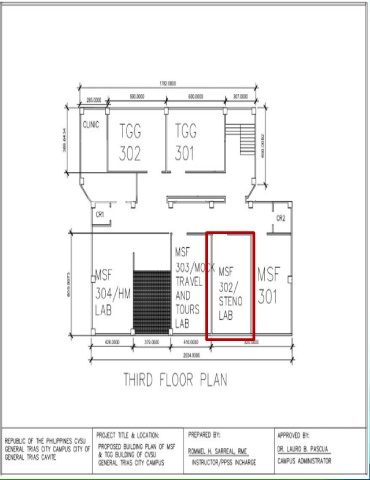 1782.0000
280.0000
590.0000
600.0000
307.0000
CLINIC
TGG
302
TGG
301
CR1
CR2
MSF
304/HM
LAB
MSF
303/MOCK
TRAVEL
AND
TOURS
LAB
MSF
302/
STENO
LAB
MSF
301
2034.9380
THIRD FLOOR PLAN
REPUBLIC OF THE PHILIPPINES CVSU
GENERAL TRIAS CITY CAMPUS CITY OF
GENERAL TRIAS CAVITE
PROJECT TITLE & LOCATION:
PROPOSED BUILDING PLAN OF MSF
& TGG BUILDING OF CVSU
GENERAL TRIAS CITY CAMPUS
PREPARED BY:
ROMMEL H. SARREAL, RME
INSTRUCTOR/PPSS INCHARGE
APPROVED BY:
DR. LAURO B. PASCUA,
CAMPUS ADMINISTRATOR